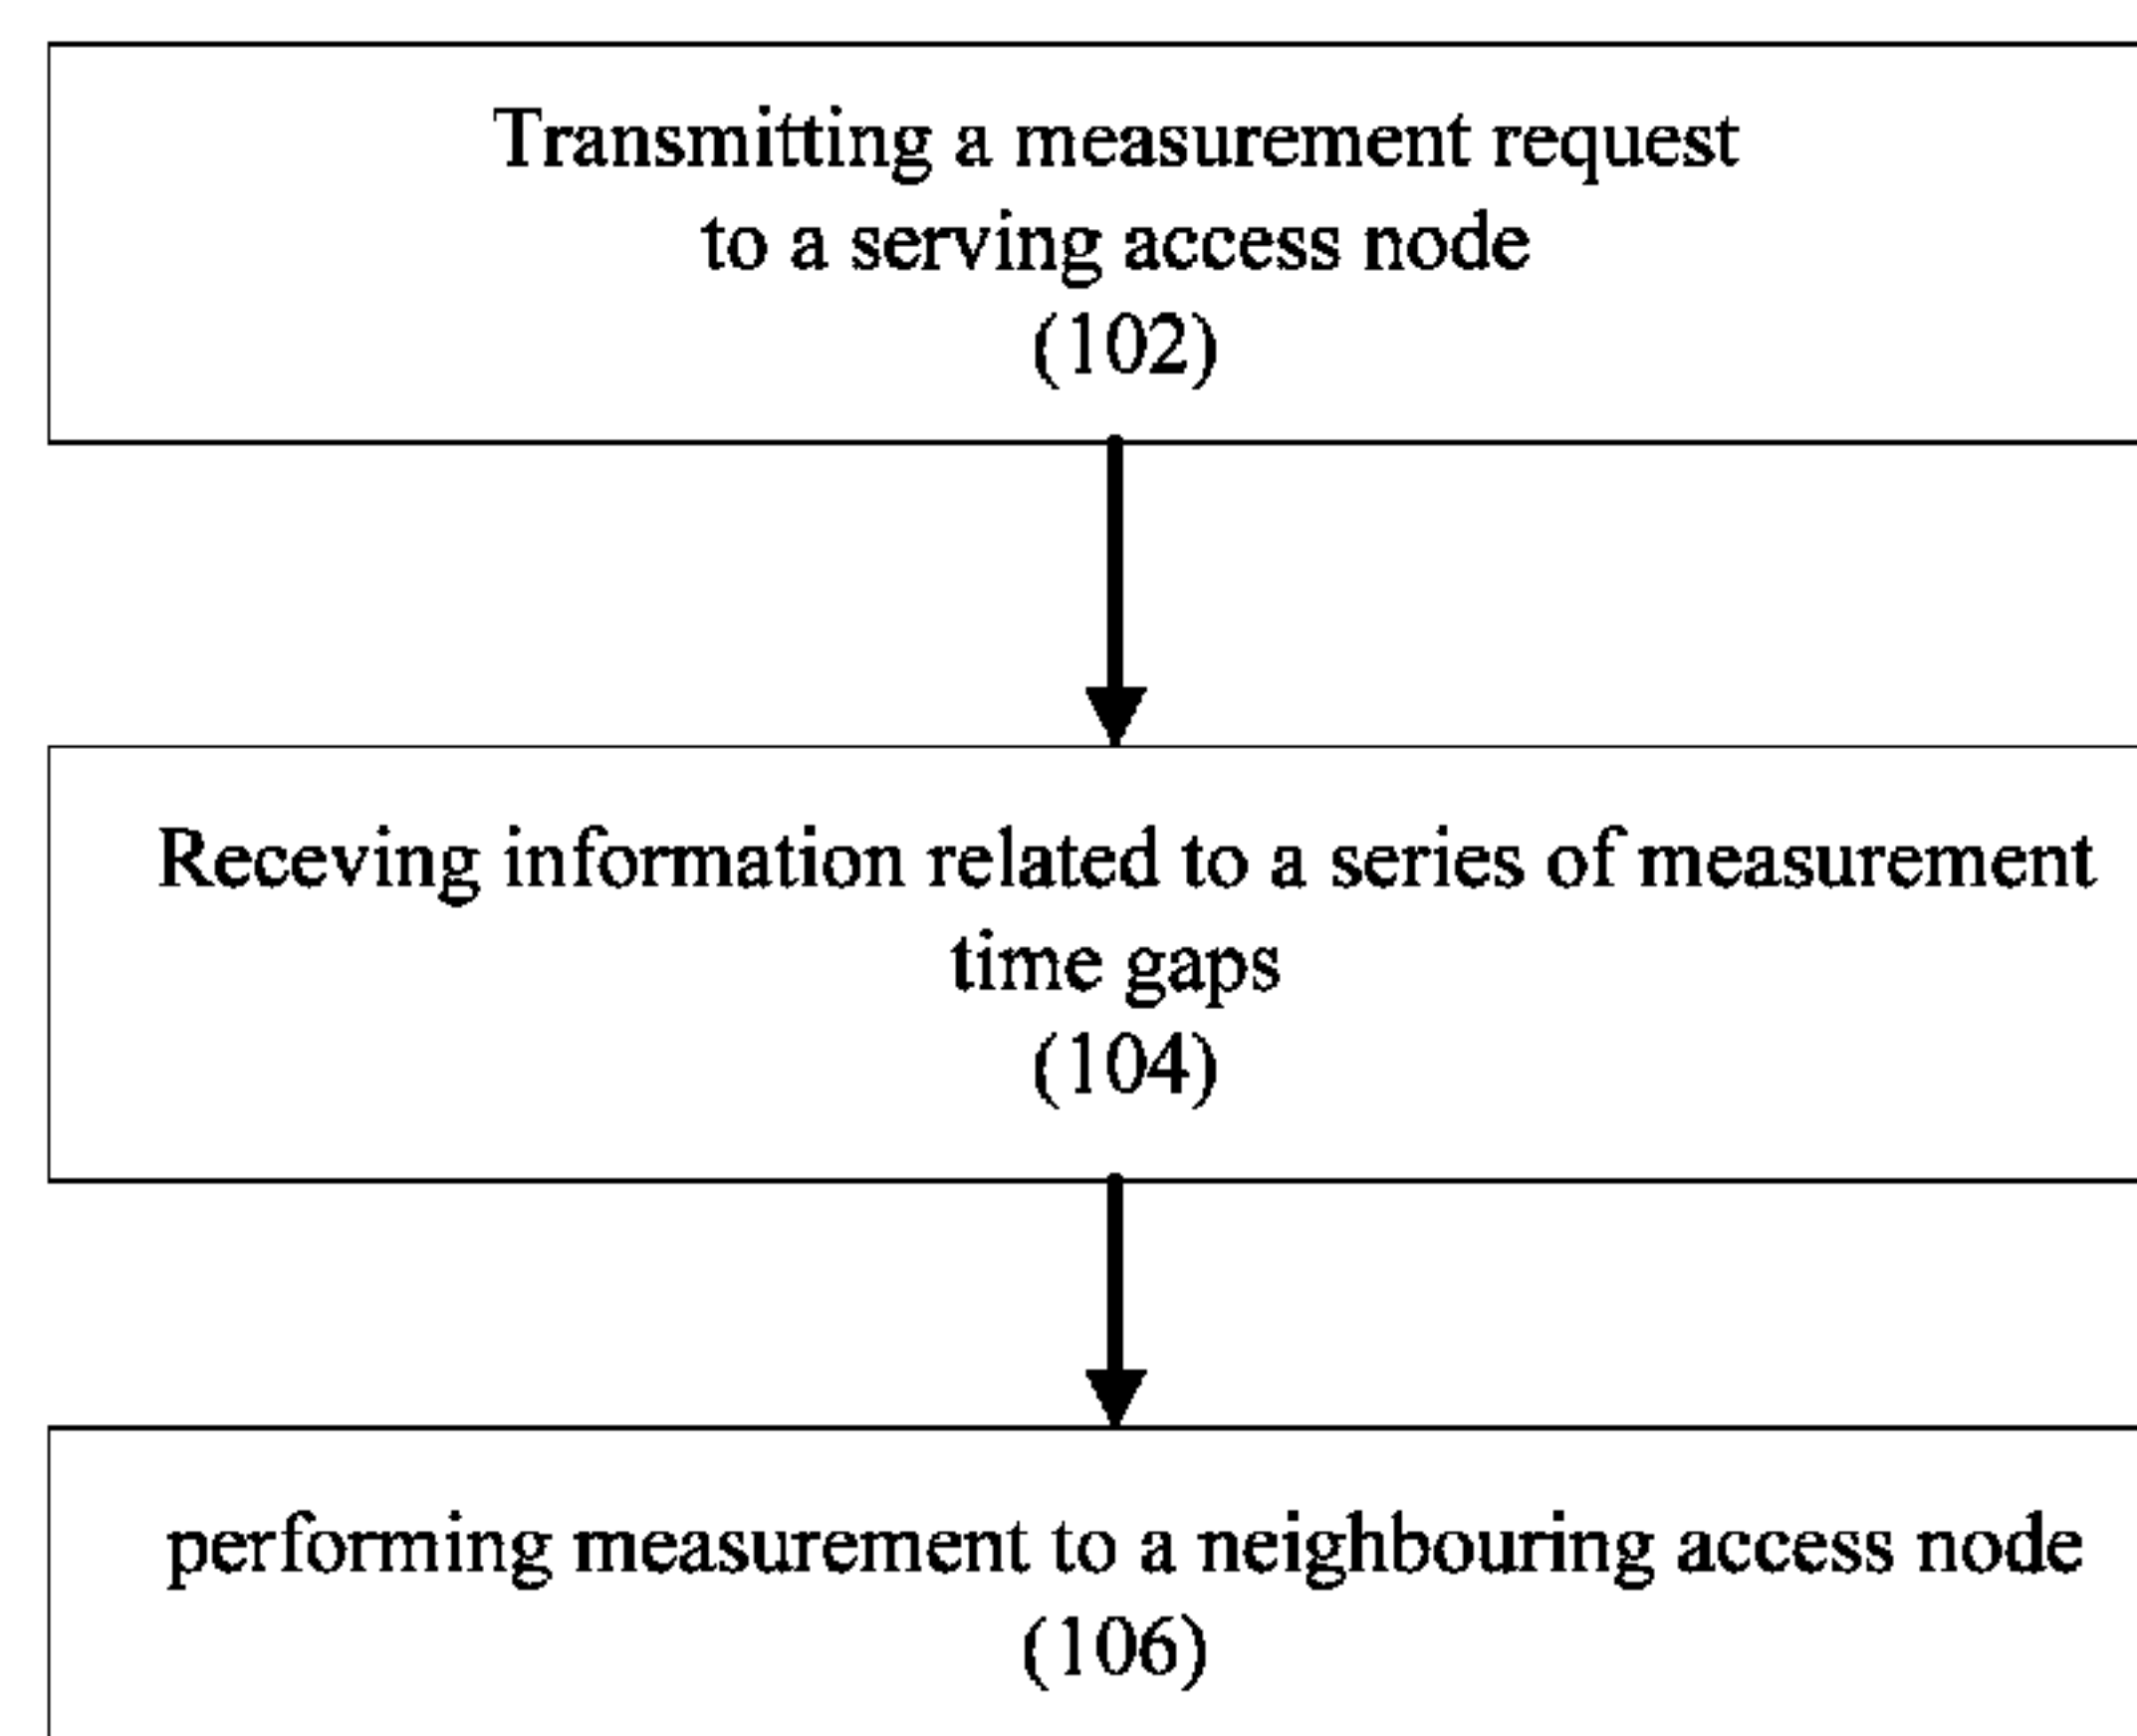 Transmitting a measurement request
to a serving access node
(102)
Receving information related to a series of measurement
time gaps
(104)
performing measurement to a neighbouring access node
(106)